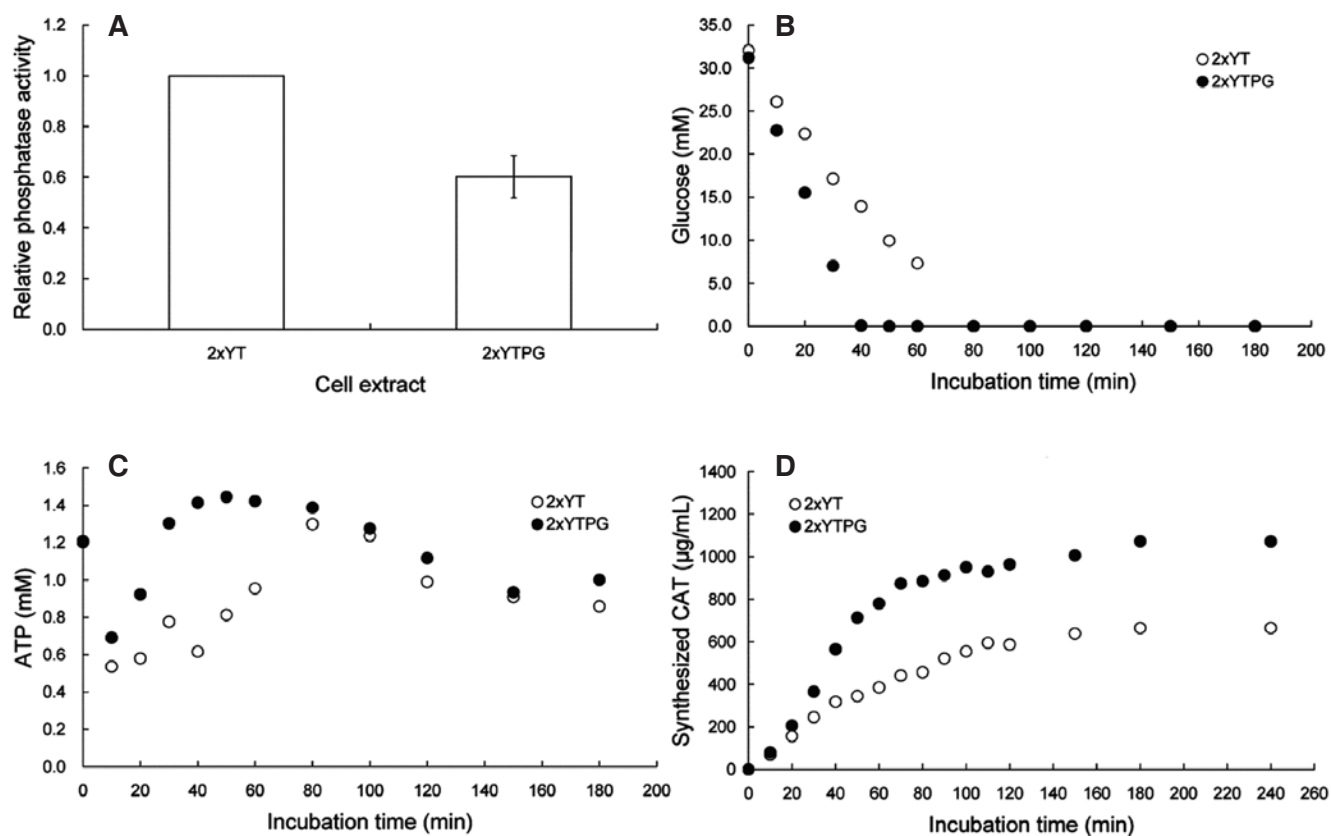 A
Relative phosphatase activity
1.2
1.0
0.8
0.6
0.4
0.2
0.0
2xYT
2xYTPG
Cell extract
B
Glucose (mM)
35.0
30.0
25.0
20.0
15.0
10.0
5.0
0.0
2xYT
2xYTPG
0 20 40 60 80 100 120 140 160 180 200
Incubation time (min)
C
ATP (mM)
1.6
1.4
1.2
1.0
0.8
0.6
0.4
0.2
0.0
2xYT
2xYTPG
0 20 40 60 80 100 120 140 160 180 200
Incubation time (min)
D
Synthesized CAT (µg/mL)
1400
1200
1000
800
600
400
200
0
2xYT
2xYTPG
0 20 40 60 80 100 120 140 160 180 200 220 240 260
Incubation time (min)